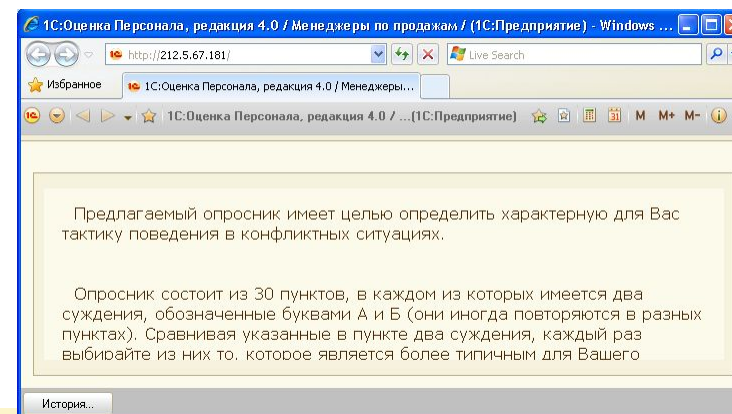 1С:Оценка Персонала, редакция 4.0 / Менеджеры по продажам / (1С:Предприятие) - Windows ...
http://212.5.67.181/
Live Search
Избранное
1С:Оценка Персонала, редакция 4.0 / Менеджеры...
1С:Оценка Персонала, редакция 4.0 / ...(1С:Предприятие)
31
M M+ M-
Предлагаемый опросник имеет целью определить характерную для Вас
тактику поведения в конфликтных ситуациях.
Опросник состоит из 30 пунктов, в каждом из которых имеется два
суждения, обозначенные буквами А и Б (они иногда повторяются в разных
пунктах). Сравнивая указанные в пункте два суждения, каждый раз
выбирайте из них то, которое является более типичным для Вашего
История...